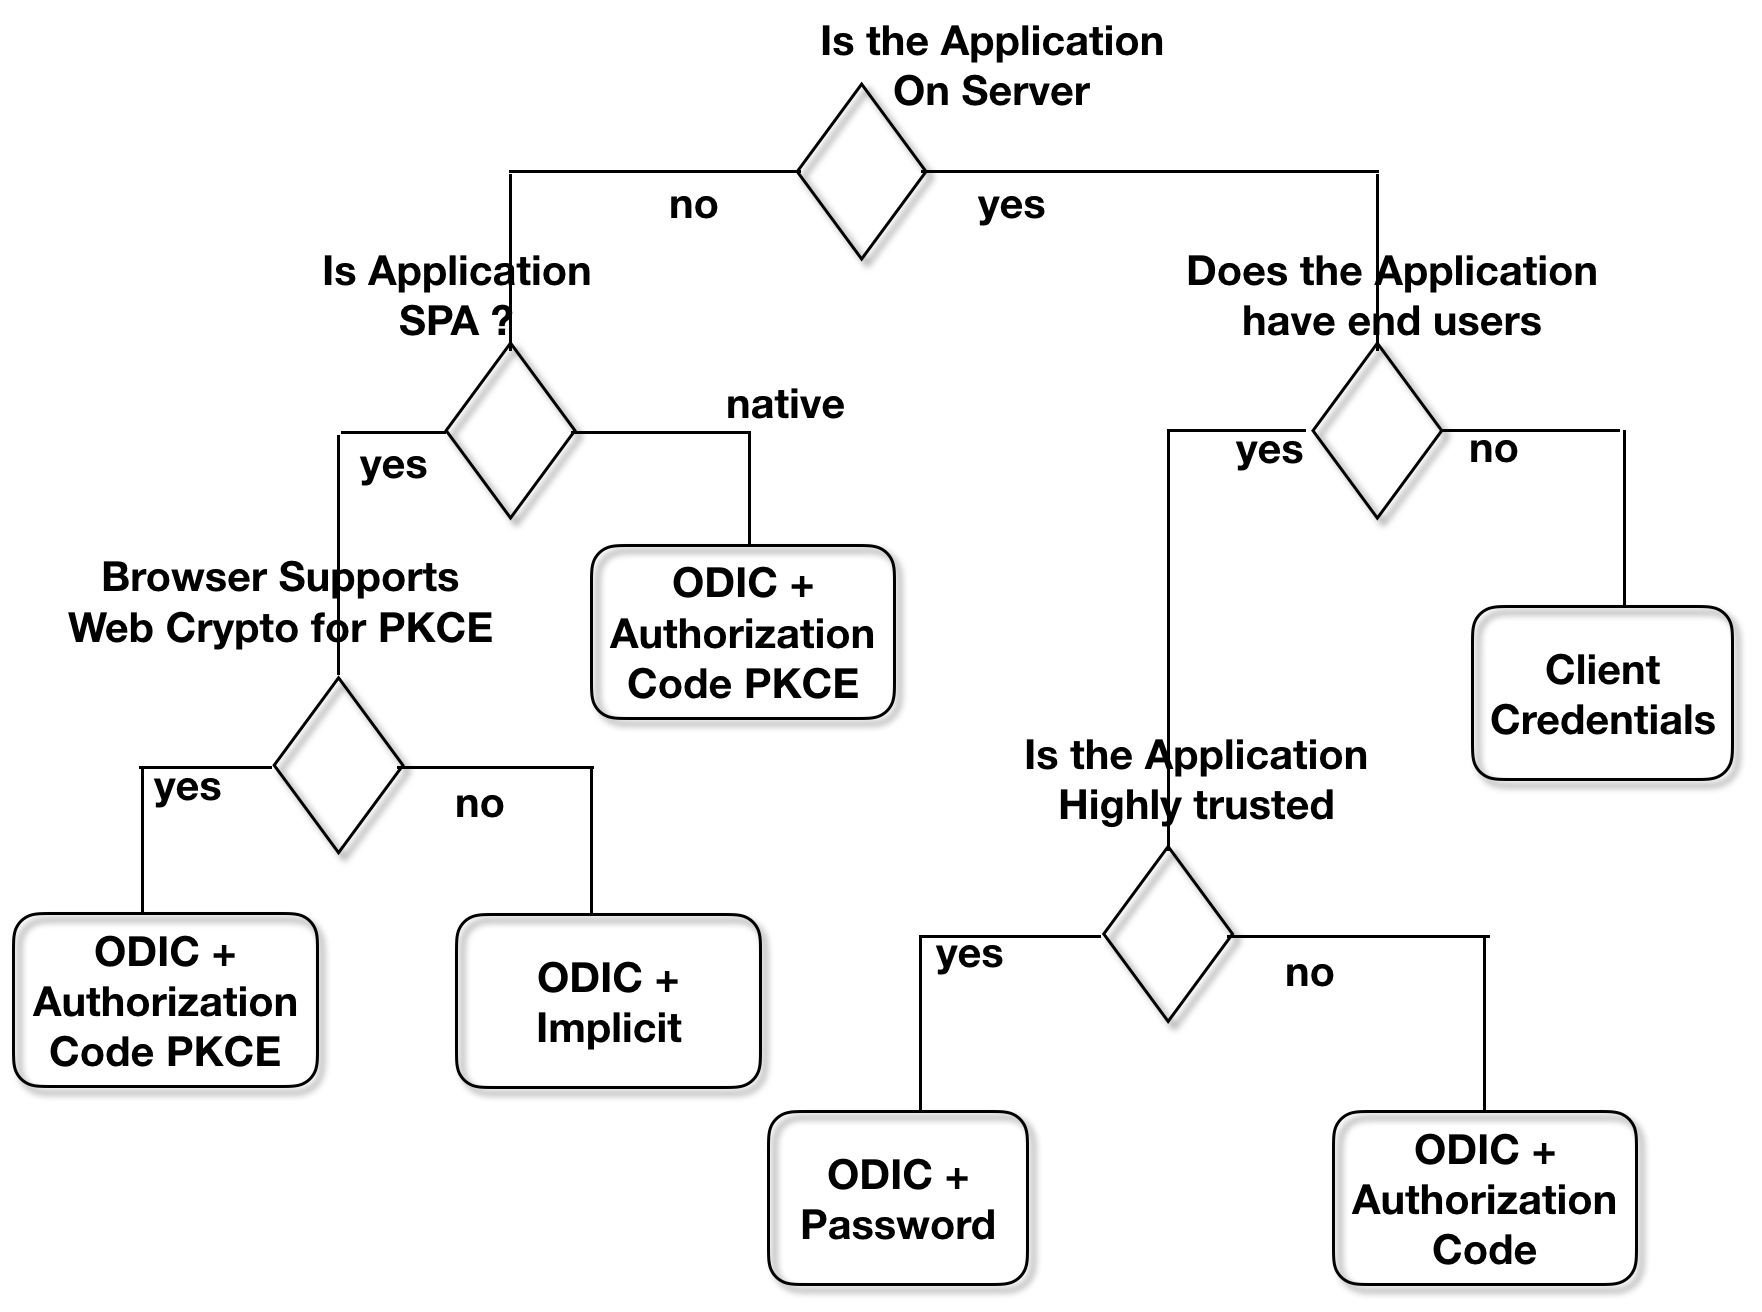 Is the Application
On Server
no
yes
Is Application
SPA ?
Does the Application
have end users
native
yes
yes
no
Browser Supports
Web Crypto for PKCE
ODIC +
Authorization
Code PKCE
Client
Credentials
Is the Application
Highly trusted
yes
no
ODIC +
Authorization
Code PKCE
ODIC +
Implicit
yes
no
ODIC +
Password
ODIC +
Authorization
Code